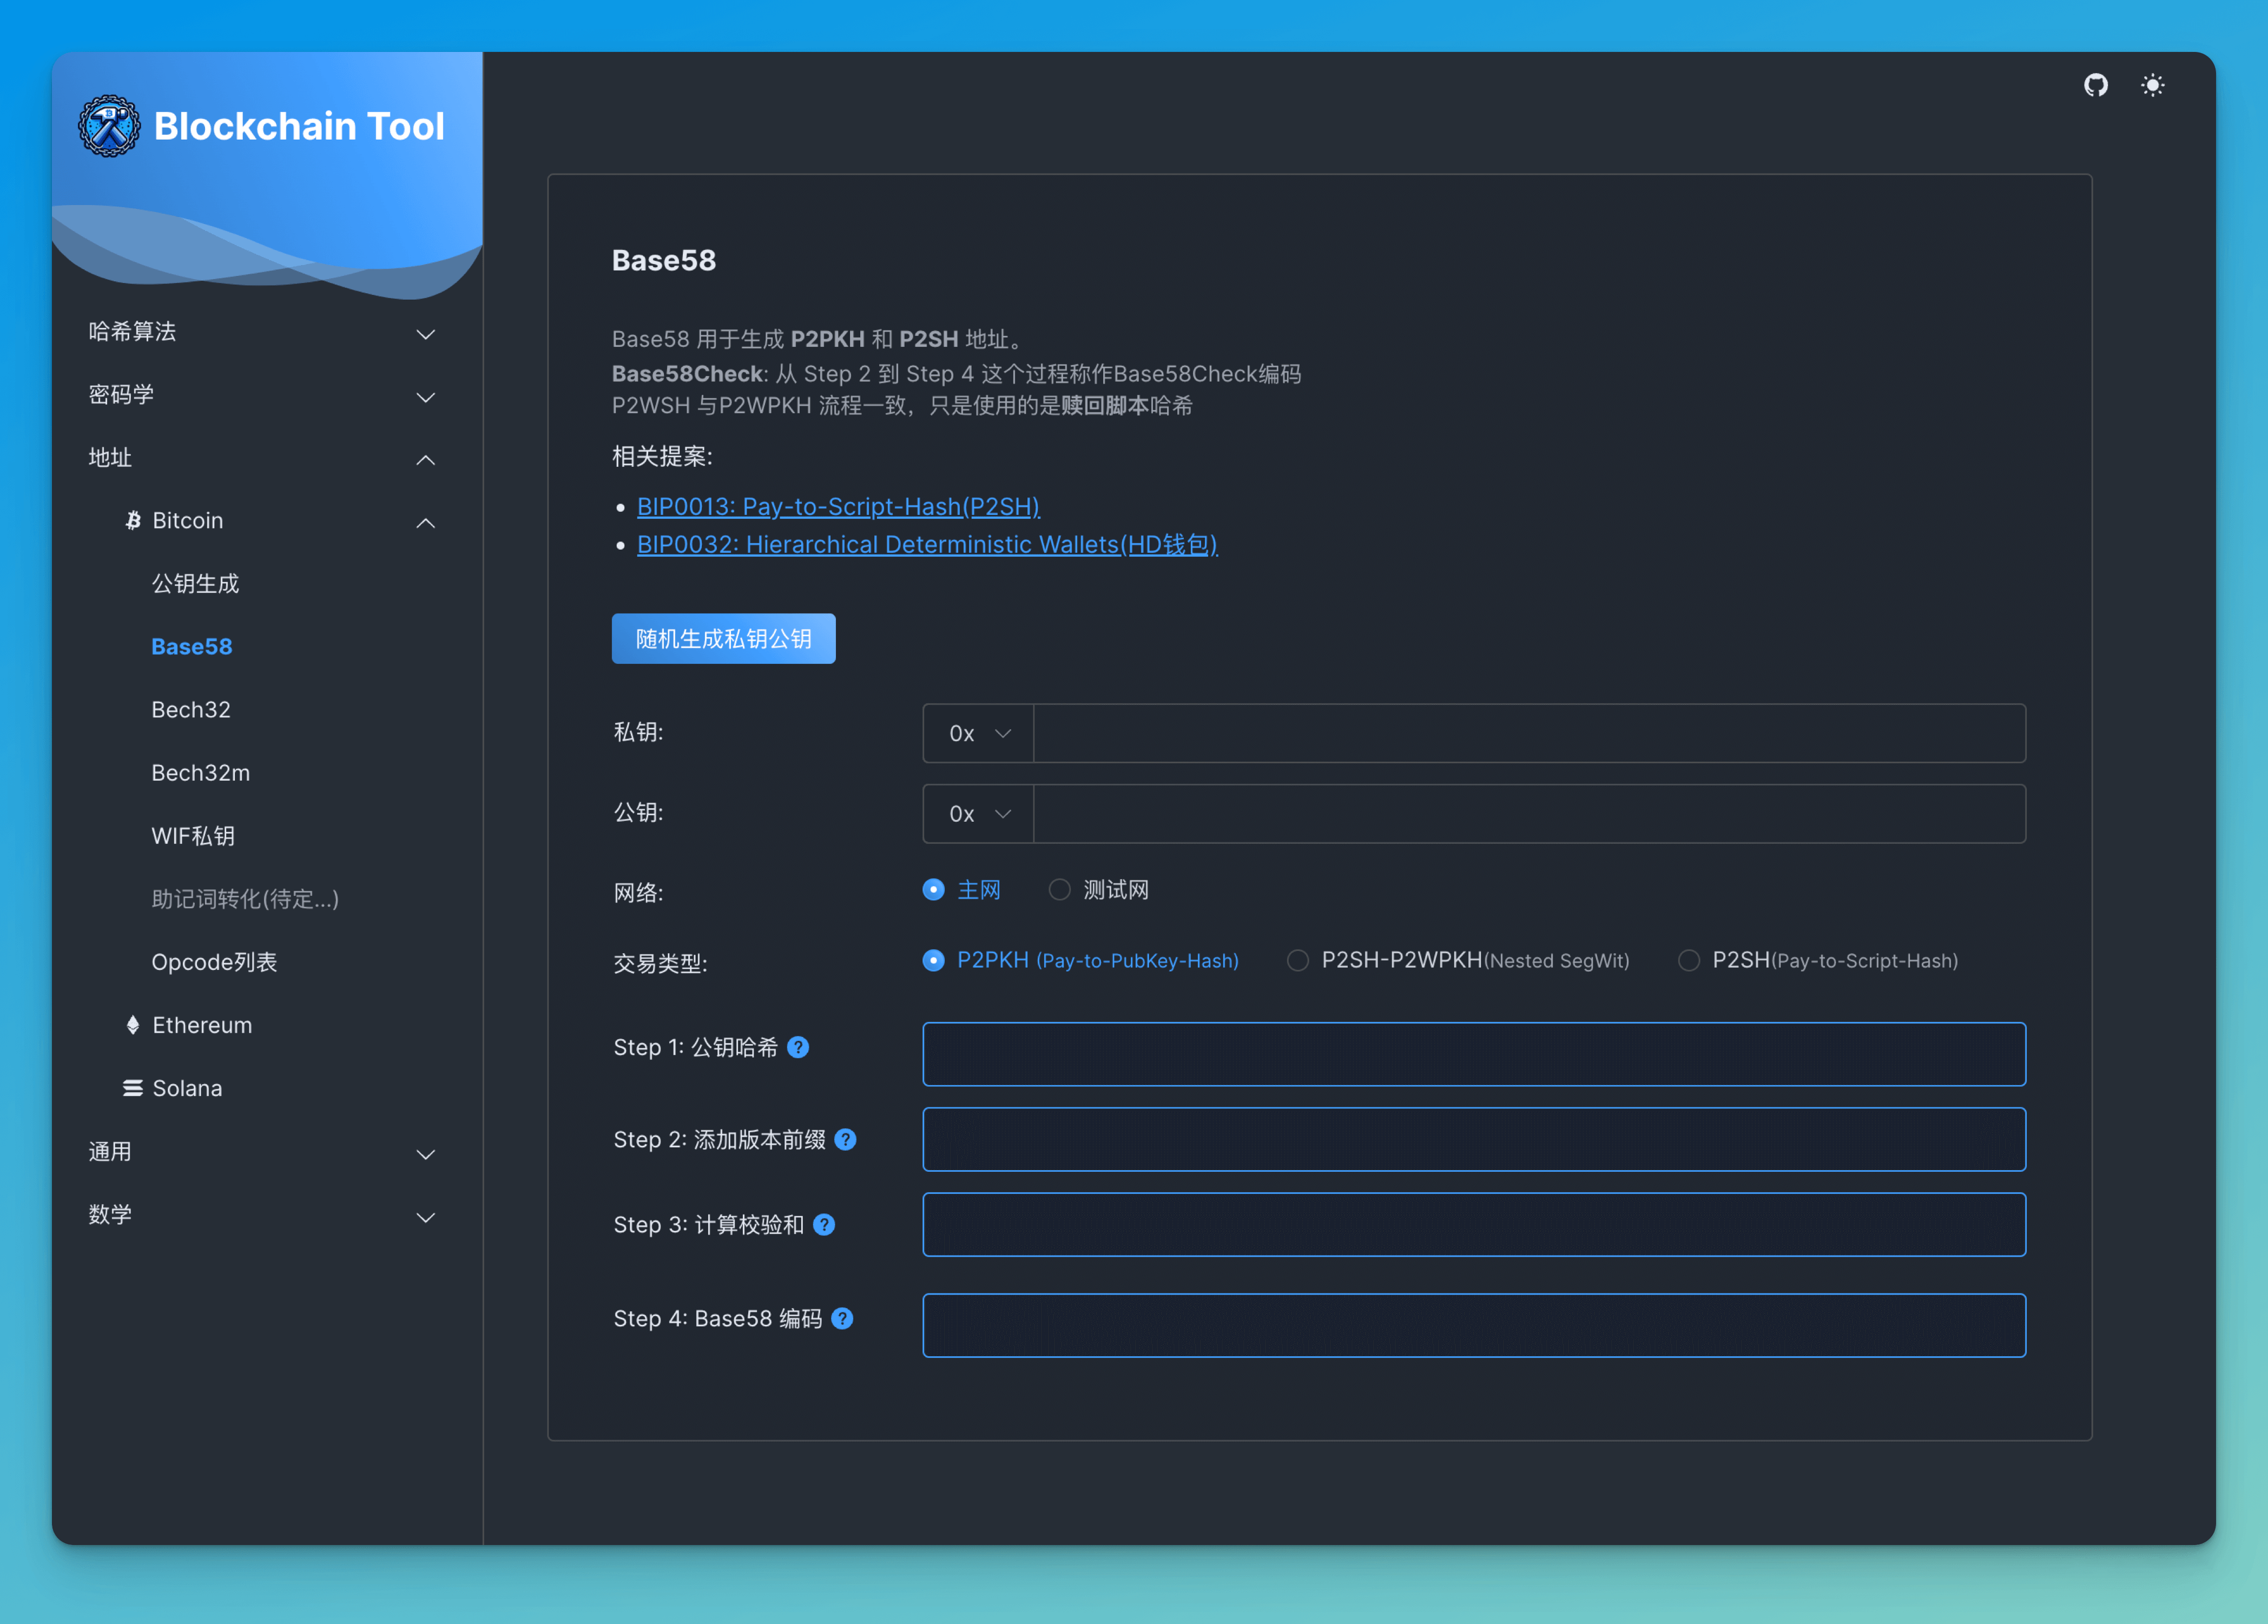 Blockchain Tool
哈希算法
密码学
地址
Bitcoin
公钥生成
Base58
Bech32
Bech32m
WIF私钥
助记词转化(待定...)
Opcode列表
Ethereum
Solana
通用
数学
Base58
Base58 用于生成 P2PKH 和 P2SH 地址。
Base58Check: 从 Step 2 到 Step 4 这个过程称作Base58Check编码
P2WSH 与P2WPKH 流程一致，只是使用的是赎回脚本哈希
相关提案:
BIP0013: Pay-to-Script-Hash(P2SH)
BIP0032: Hierarchical Deterministic Wallets(HD钱包)
随机生成私钥公钥
私钥: 0x
公钥: 0x
网络: 主网 测试网
交易类型: P2PKH (Pay-to-PubKey-Hash) P2SH-P2WPKH(Nested SegWit) P2SH(Pay-to-Script-Hash)
Step 1: 公钥哈希 ?
Step 2: 添加版本前缀 ?
Step 3: 计算校验和 ?
Step 4: Base58 编码 ?